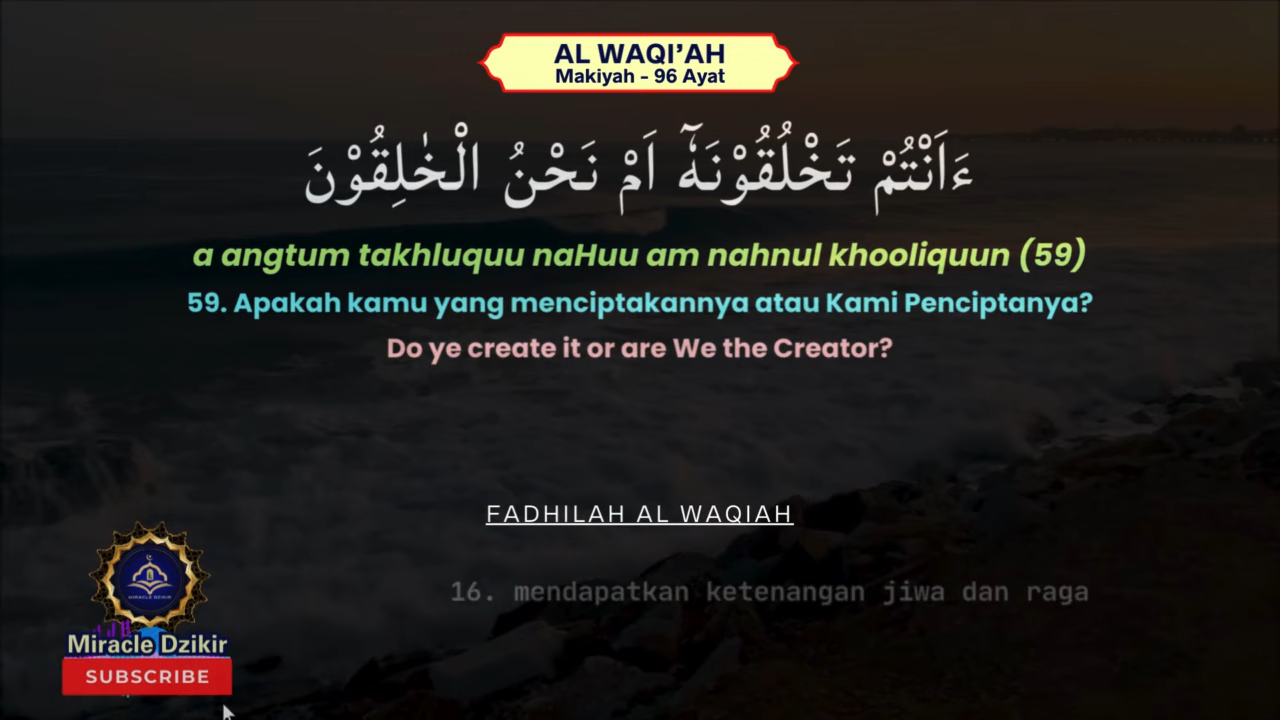 AL WAQI’AH
Makiyah - 96 Ayat
ءَاَنْتُمْ تَخْلُقُوْنَهٗٓ اَمْ نَحْنُ الْخٰلِقُوْنَ
a angtum takhluquu naHuu am nahnul khooliquun (59)
59. Apakah kamu yang menciptakannya atau Kami Penciptanya?
Do ye create it or are We the Creator?
FADHILAH AL WAQIAH
16. mendapatkan ketenangan jiwa dan raga
MIRACLE DZIKIR
Miracle Dzikir
SUBSCRIBE